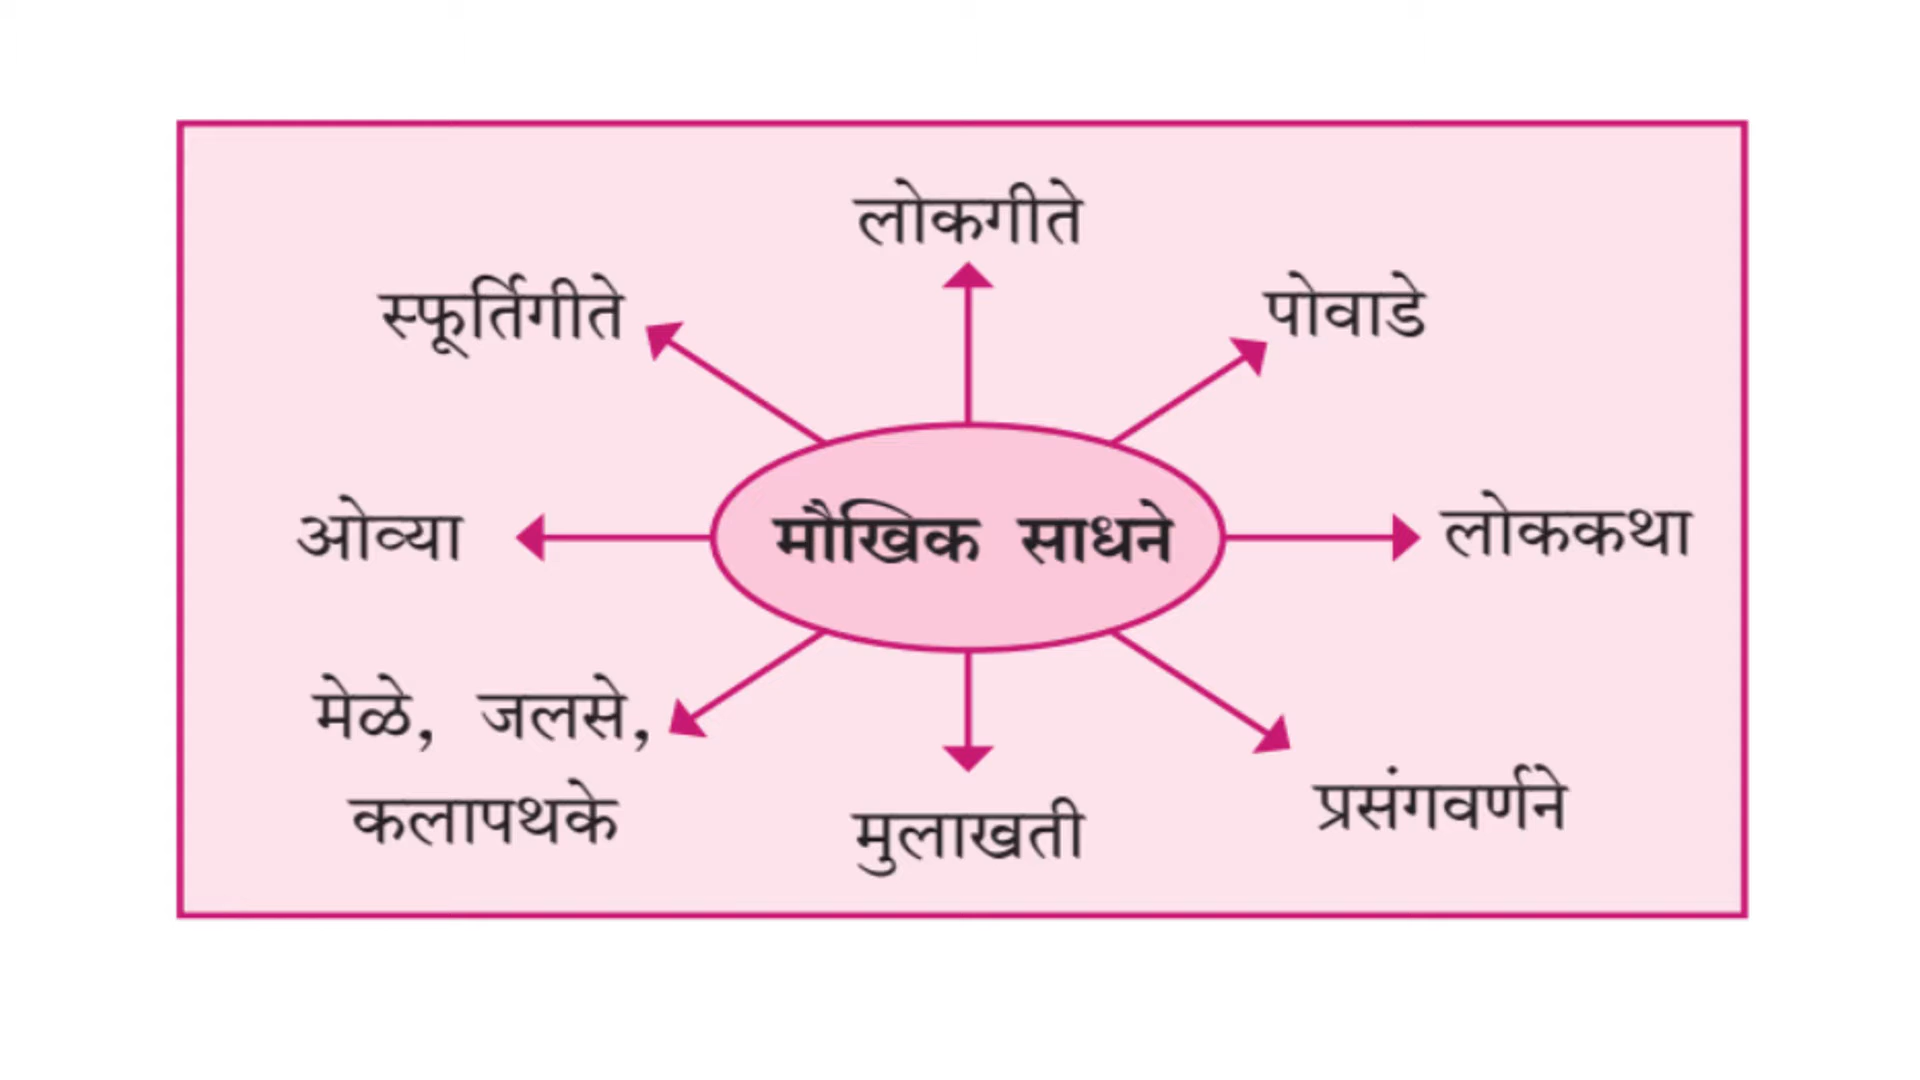 लोकगीते
स्फूर्तिगीते
पोवाडे
ओव्या
मौखिक साधने
लोककथा
मेळे, जलसे,
कलापथके
मुलाखती
प्रसंगवर्णने